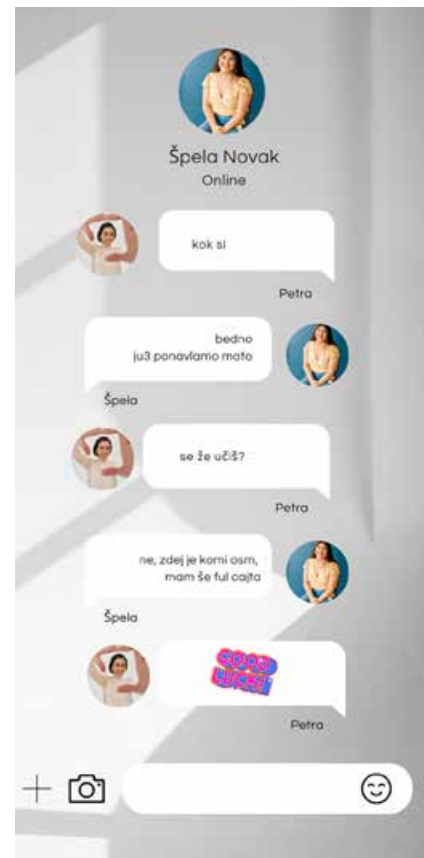 Špela Novak
Online
kok si
Petra
bedno
ju3 ponavlamo mato
Špela
se že učiš?
Petra
ne, zdej je komi osm,
mam še ful cajta
Špela
GOOD
LUCK!
Petra